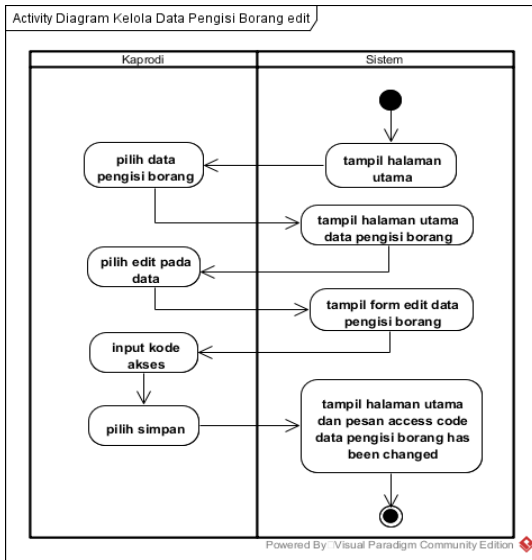 Activity Diagram Kelola Data Pengisi Borang edit
Kaprodi
Sistem
tampil halaman
utama
pilih data
pengisi borang
tampil halaman utama
data pengisi borang
pilih edit pada
data
tampil form edit data
pengisi borang
input kode
akses
pilih simpan
tampil halaman utama
dan pesan access code
data pengisi borang has
been changed
Powered By Visual Paradigm Community Edition